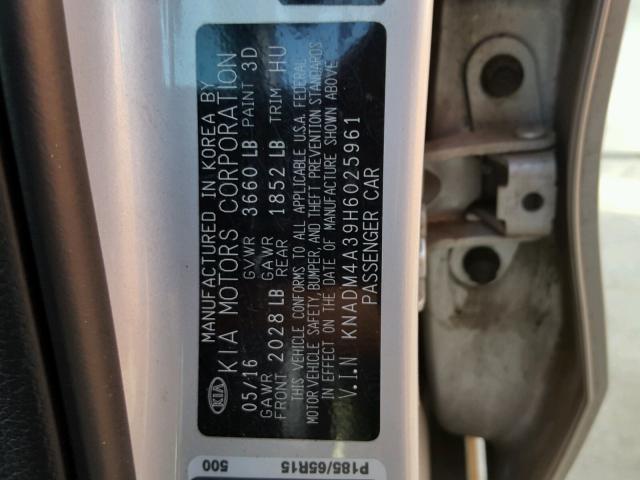 MANUFACTURED IN KOREA BY
KIA MOTORS CORPORATION
KIA
05/16 GVWR 3660 LB PAINT 3D
GAWR FRONT 2028 LB GAWR REAR 1852 LB TRIM HU
THIS VEHICLE CONFORMS TO ALL APPLICABLE U.S.A. FEDERAL
MOTOR VEHICLE SAFETY, BUMPER, AND THEFT PREVENTION STANDARDS
IN EFFECT ON THE DATE OF MANUFACTURE SHOWN ABOVE
V.I.N KNADM4A39H6025961
PASSENGER CAR
500
P185/65R15